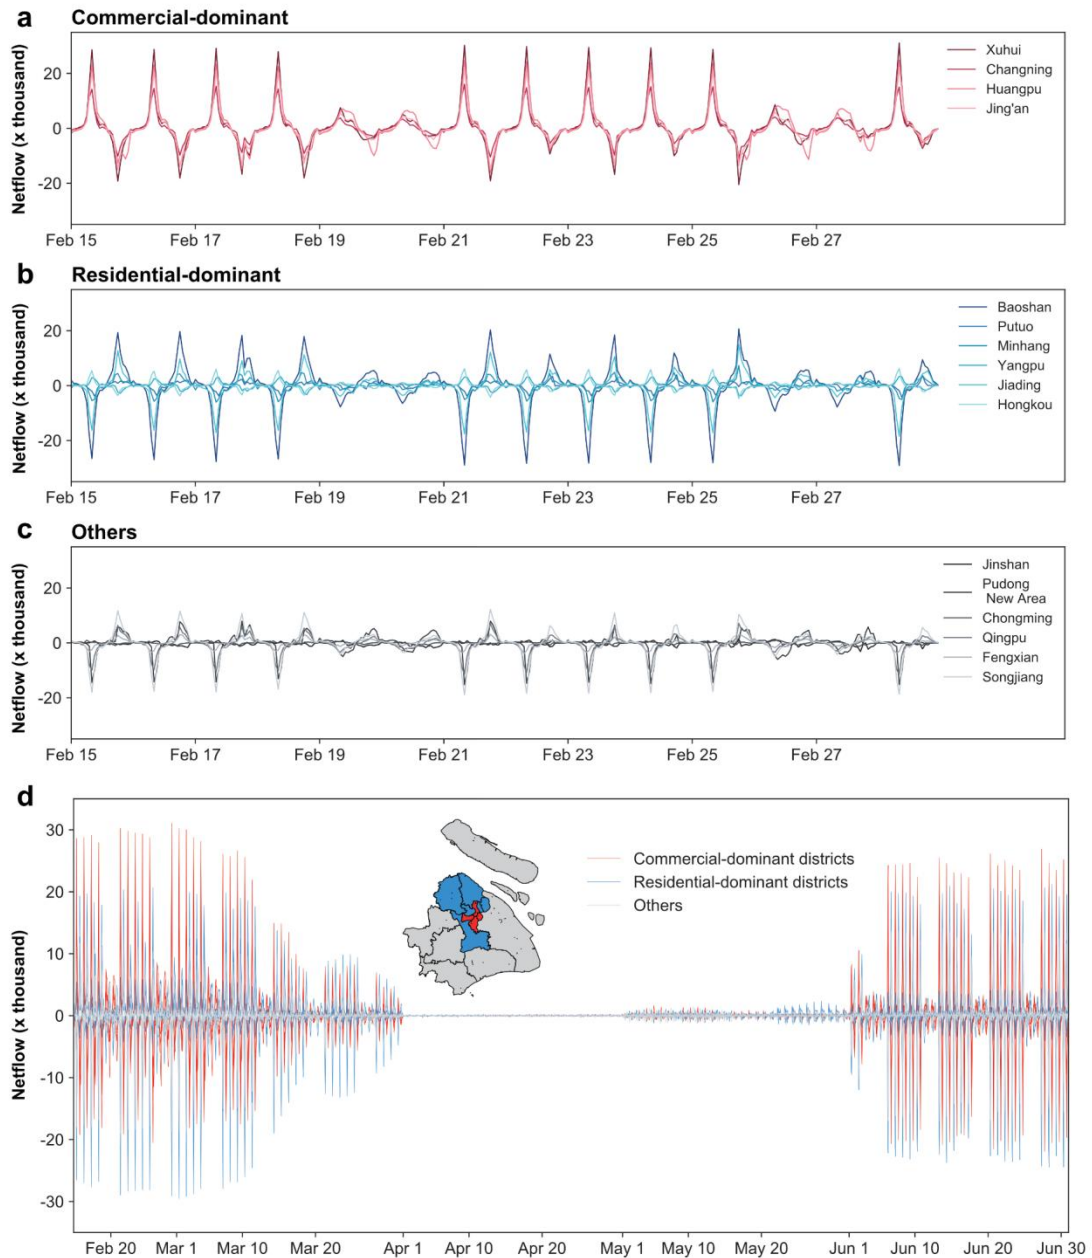 a Commercial-dominant
Netflow (x thousand)
20
0
-20
Xuhui
Changning
Huangpu
Jing'an
Feb 15 Feb 17 Feb 19 Feb 21 Feb 23 Feb 25 Feb 27
b Residential-dominant
Netflow (x thousand)
20
0
-20
Baoshan
Putuo
Minhang
Yangpu
Jiading
Hongkou
Feb 15 Feb 17 Feb 19 Feb 21 Feb 23 Feb 25 Feb 27
c Others
Netflow (x thousand)
20
0
-20
Jinshan
Pudong
New Area
Chongming
Qingpu
Fengxian
Songjiang
Feb 15 Feb 17 Feb 19 Feb 21 Feb 23 Feb 25 Feb 27
d
Netflow (x thousand)
30
20
10
0
-10
-20
-30
Commercial-dominant districts
Residential-dominant districts
Others
Feb 20 Mar 1 Mar 10 Mar 20 Apr 1 Apr 10 Apr 20 May 1 May 10 May 20 Jun 1 Jun 10 Jun 20 Jun 30